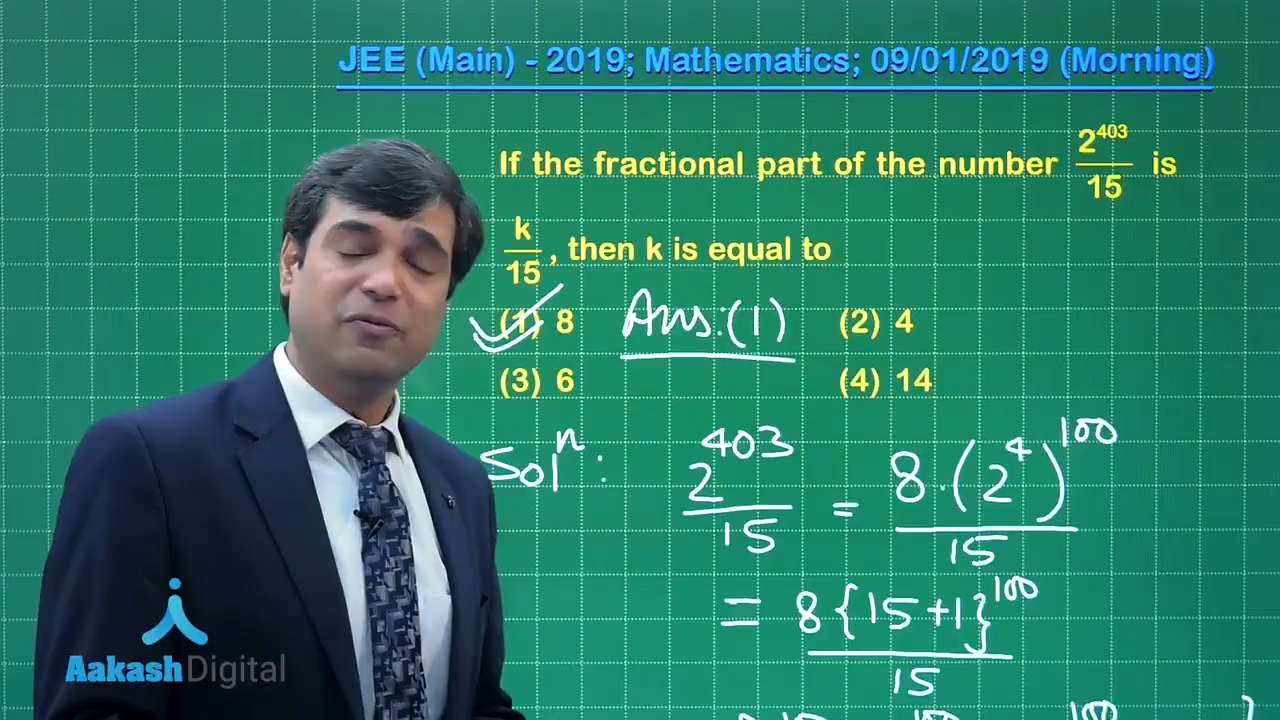 JEE (Main) - 2019; Mathematics; 09/01/2019 (Morning)
If the fractional part of the number 2^403/15 is
k/15, then k is equal to
(1) 8 Ans:(1) (2) 4
(3) 6 (4) 14
Sol^n: 2^403/15 = 8·(2^4)^100/15
= 8{15+1}^100/15
Aakash Digital